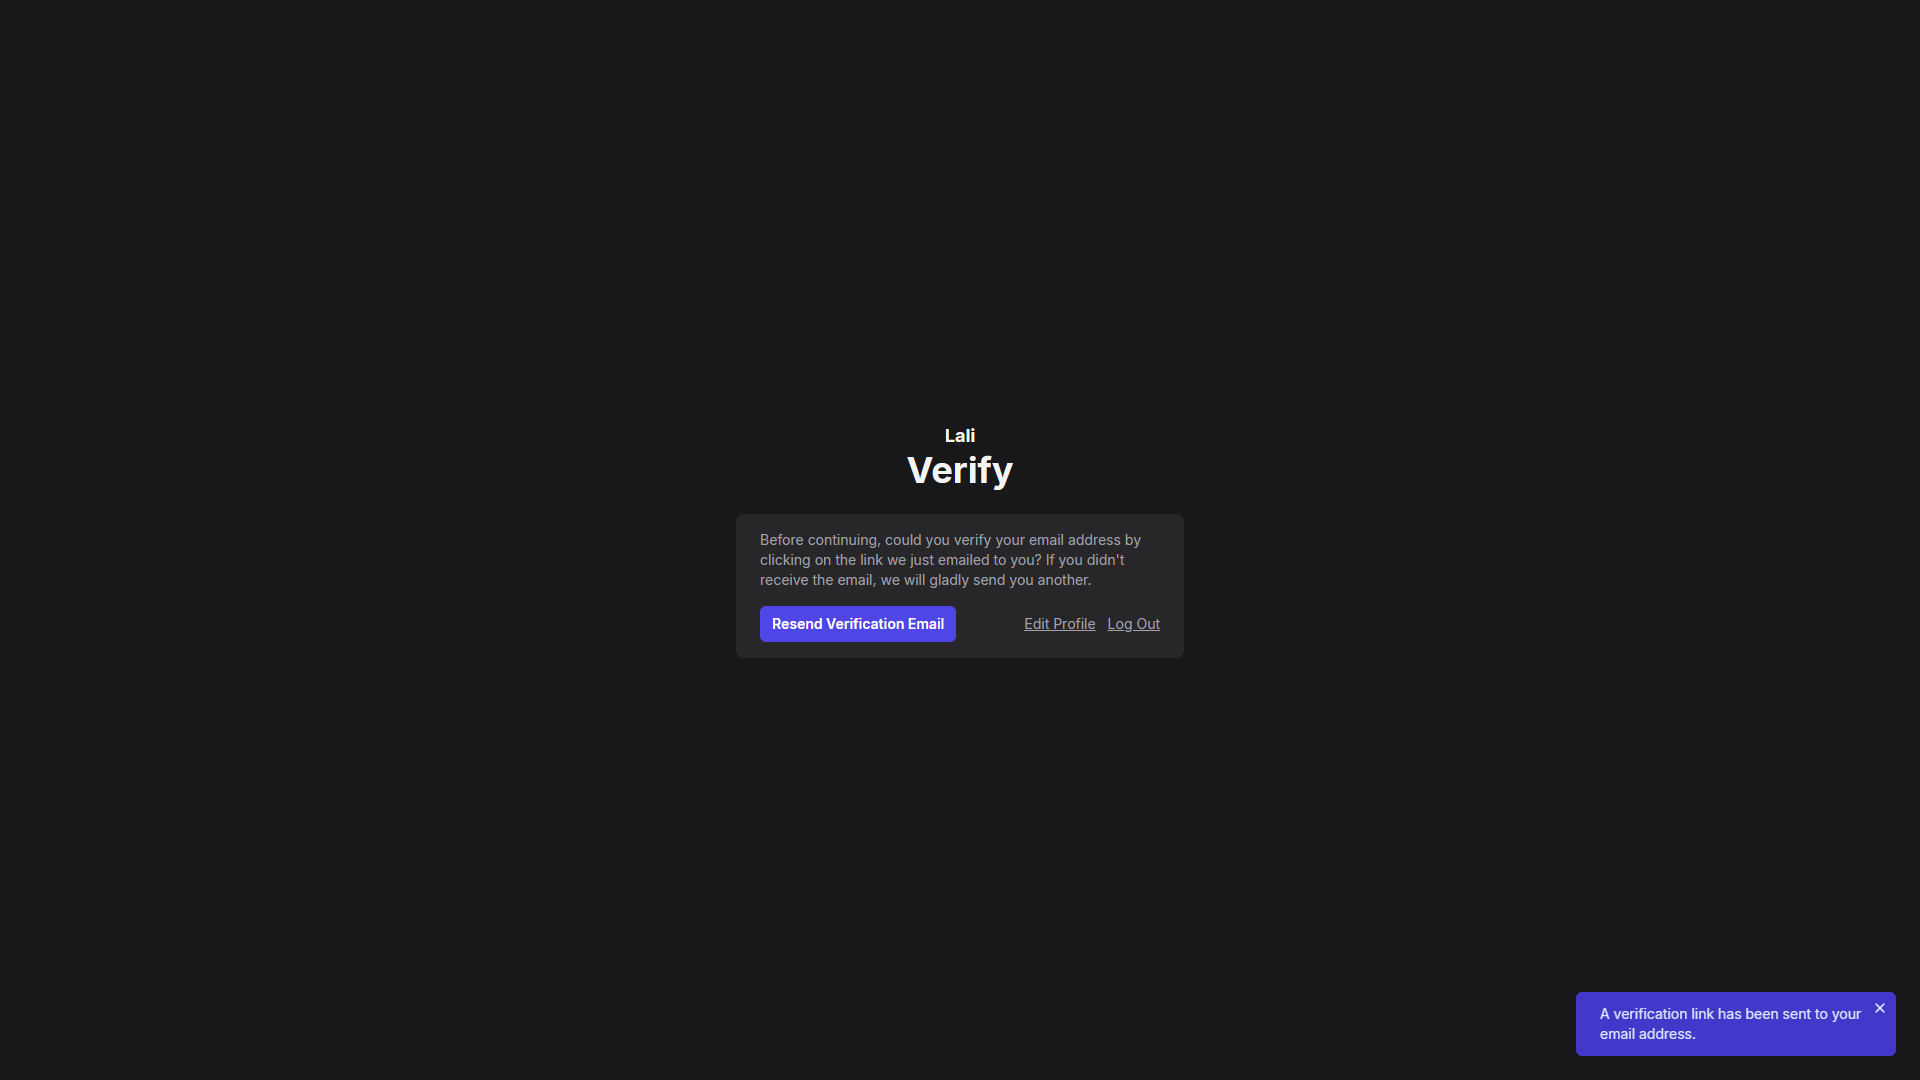 Lali
Verify
Before continuing, could you verify your email address by
clicking on the link we just emailed to you? If you didn't
receive the email, we will gladly send you another.
Resend Verification Email
Edit Profile
Log Out
A verification link has been sent to your
email address.